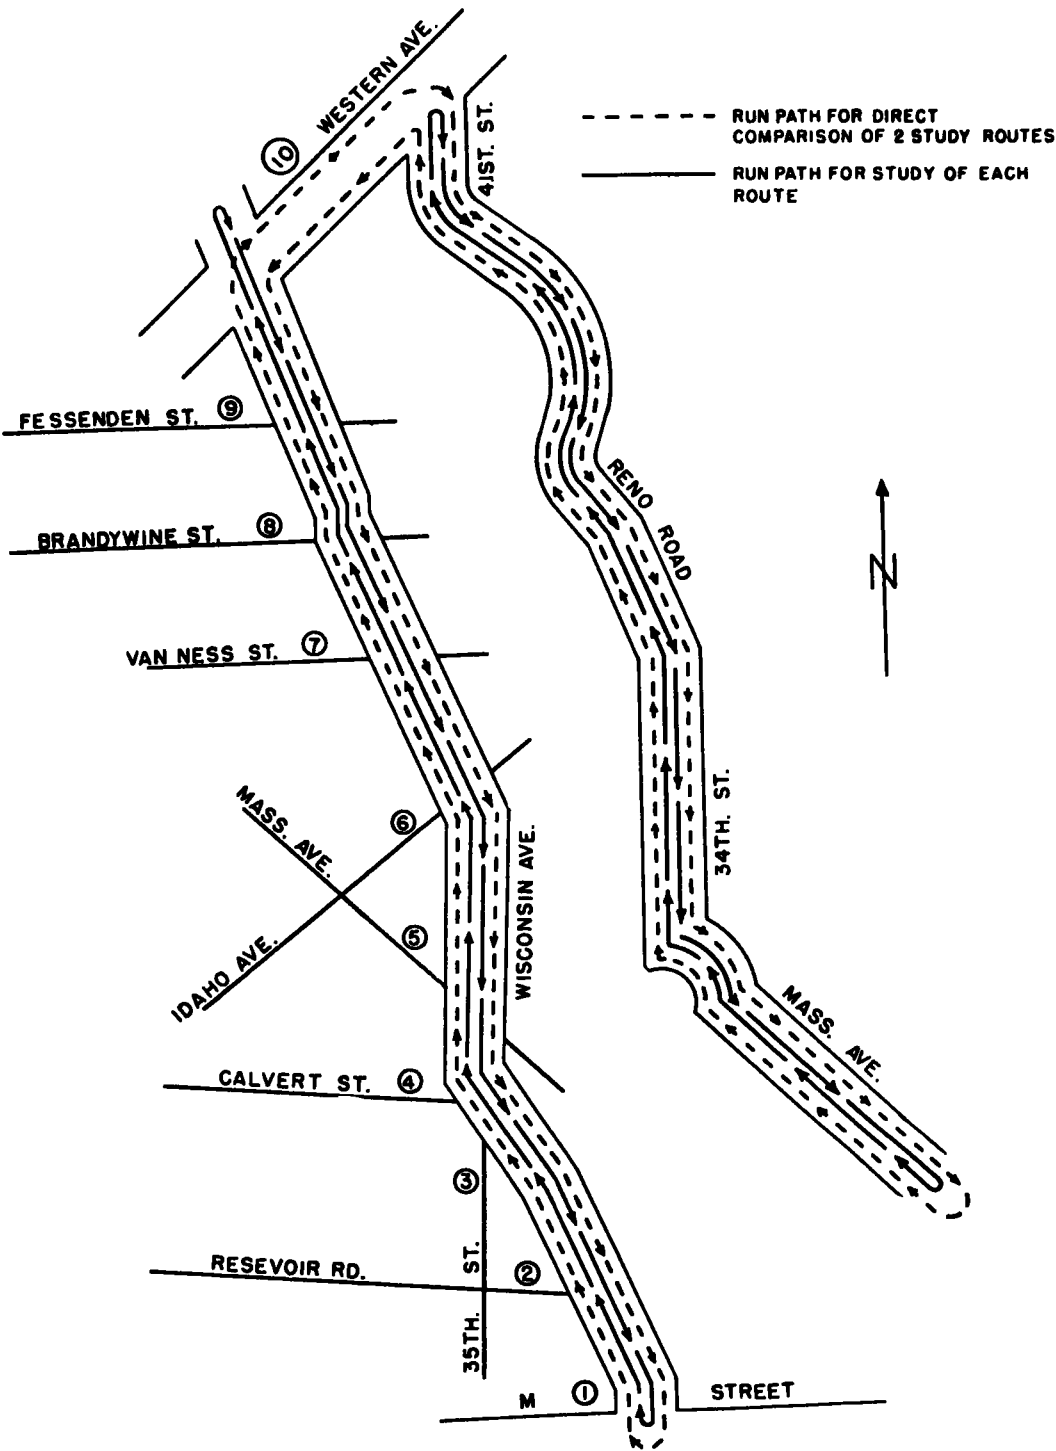 WESTERN AVE.
10
41ST. ST.
RUN PATH FOR DIRECT
COMPARISON OF 2 STUDY ROUTES
RUN PATH FOR STUDY OF EACH
ROUTE
FESSENDEN ST. 9
RENO ROAD
BRANDYWINE ST. 8
N
VAN NESS ST. 7
MASS. AVE.
6
34TH. ST.
WISCONSIN AVE.
5
IDAHO AVE.
MASS. AVE.
CALVERT ST. 4
3
35TH. ST.
RESEVOIR RD. 2
M 1 STREET